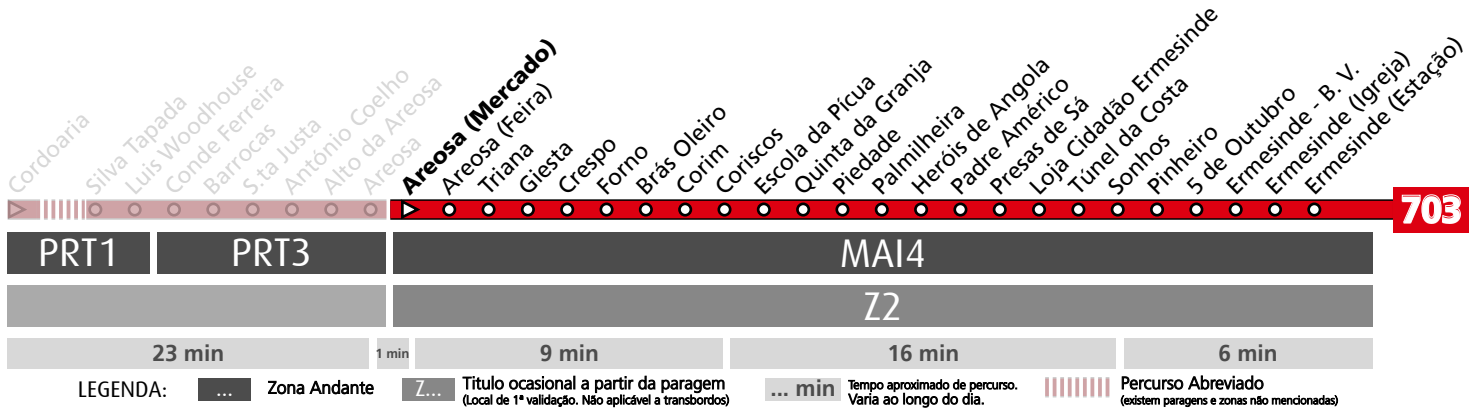 Cordoaria
Silva Tapada
Luis Woodhouse
Conde Ferreira
Barrocas
S.ta Justa
António Coelho
Alto da Areosa
Areosa
Areosa (Mercado)
Areosa (Feira)
Triana
Giesta
Crespo
Forno
Brás Oleiro
Corim
Coriscos
Escola da Pícua
Quinta da Granja
Piedade
Palmilheira
Heróis de Angola
Padre Américo
Presas de Sá
Loja Cidadão Ermesinde
Túnel da Costa
Sonhos
Pinheiro
5 de Outubro
Ermesinde - B. V.
Ermesinde (Igreja)
Ermesinde (Estação)
703
PRT1 PRT3 MAI4
Z2
23 min 1 min 9 min 16 min 6 min
LEGENDA: ... Zona Andante Z... Titulo ocasional a partir da paragem
(Local de 1ª validação. Não aplicável a transbordos)
... min Tempo aproximado de percurso.
Varia ao longo do dia.
Percurso Abreviado
(existem paragens e zonas não mencionadas)